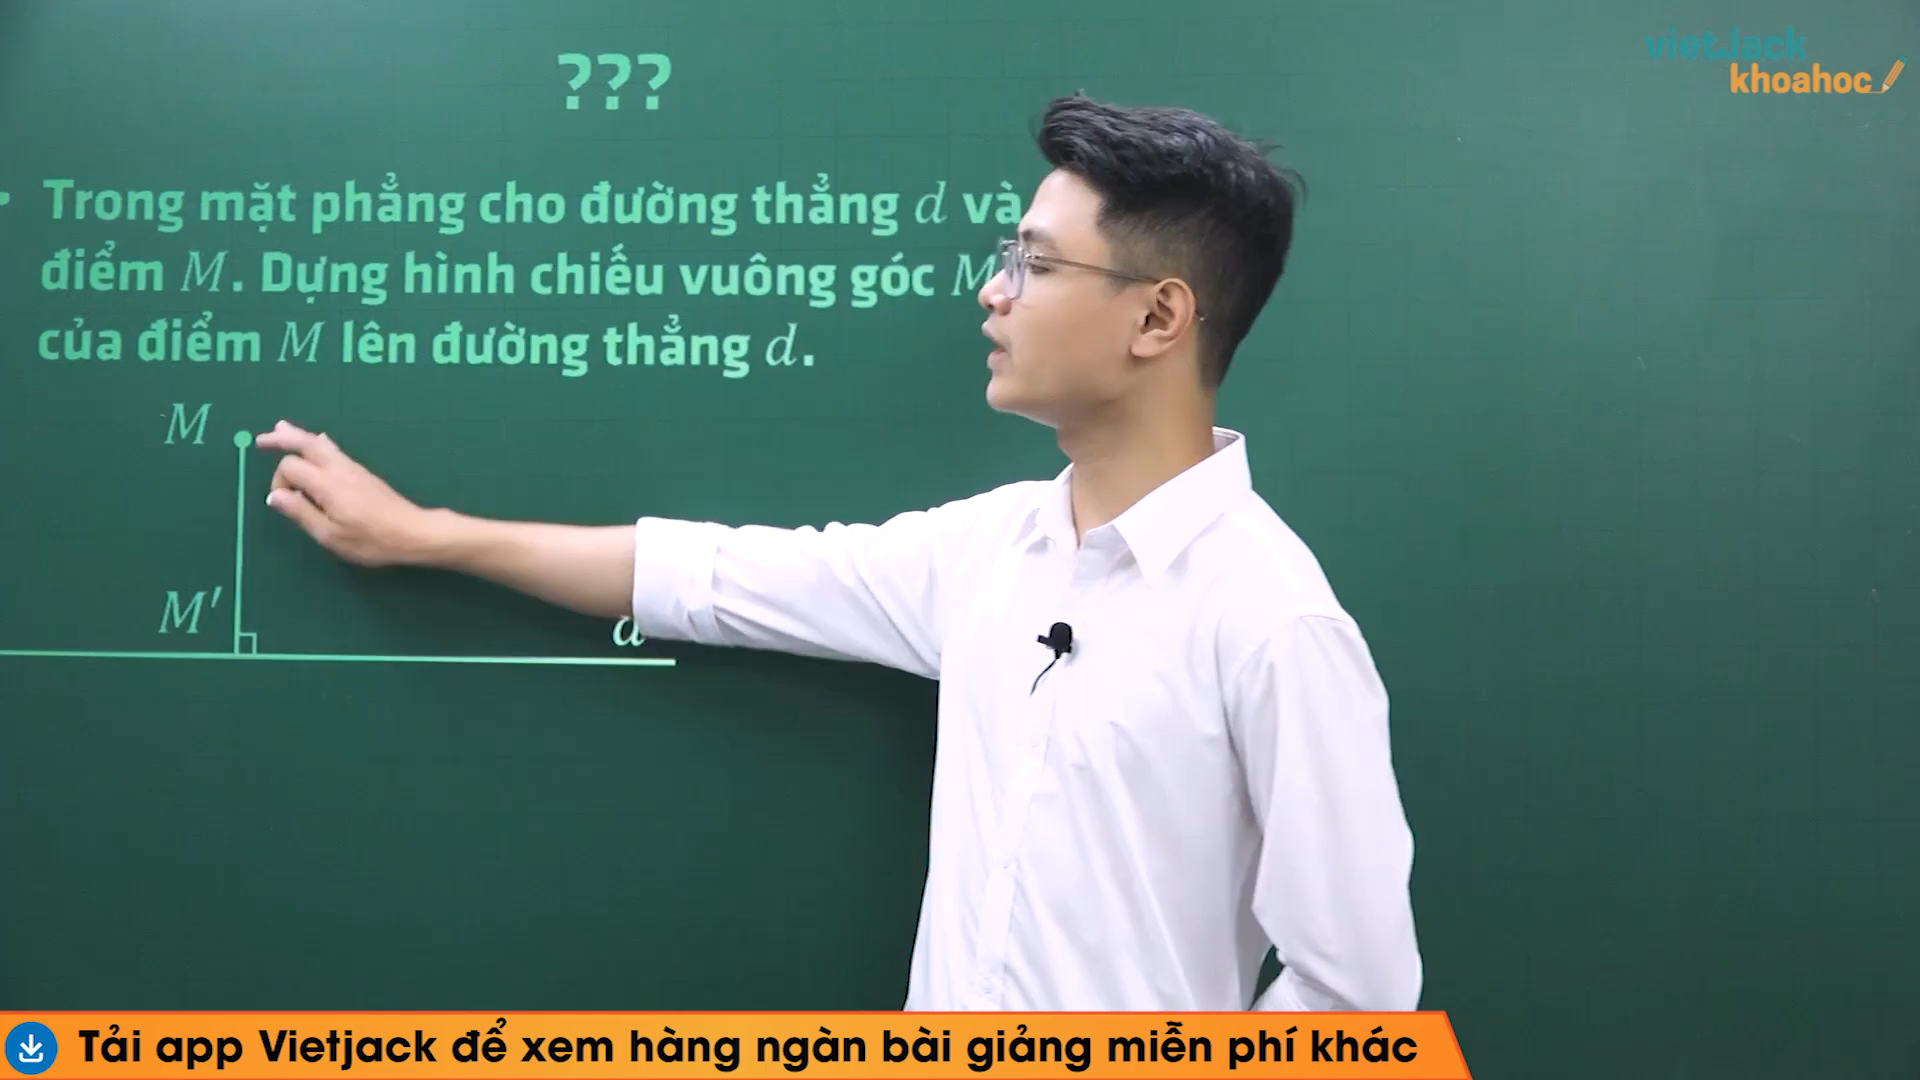 ???
vietJack
khoahoc
• Trong mặt phẳng cho đường thẳng d và
điểm M. Dựng hình chiếu vuông góc M
của điểm M lên đường thẳng d.
M
M'
d
Tải app Vietjack để xem hàng ngàn bài giảng miễn phí khác